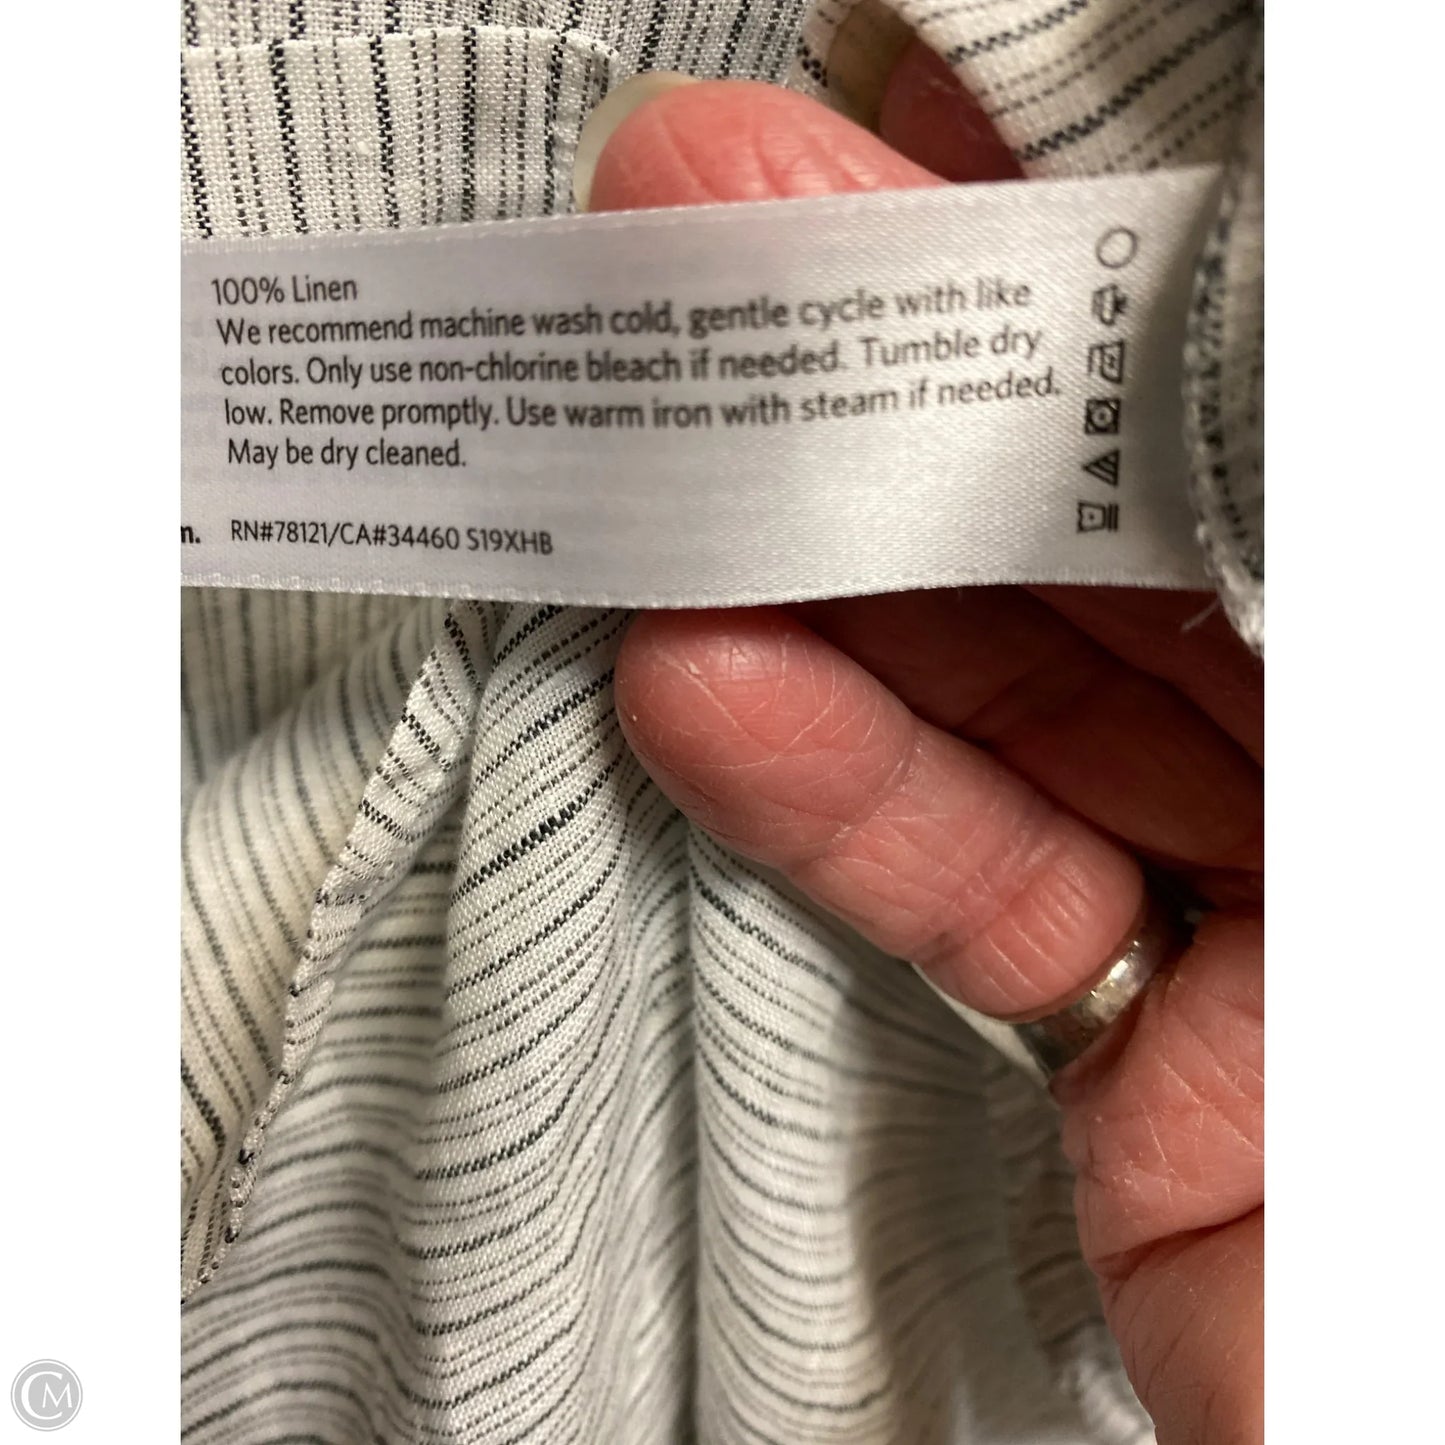 100% Linen
We recommend machine wash cold, gentle cycle with like
colors. Only use non-chlorine bleach if needed. Tumble dry
low. Remove promptly. Use warm iron with steam if needed.
May be dry cleaned.
n. RN#78121/CA#34460 S19XHB
CM